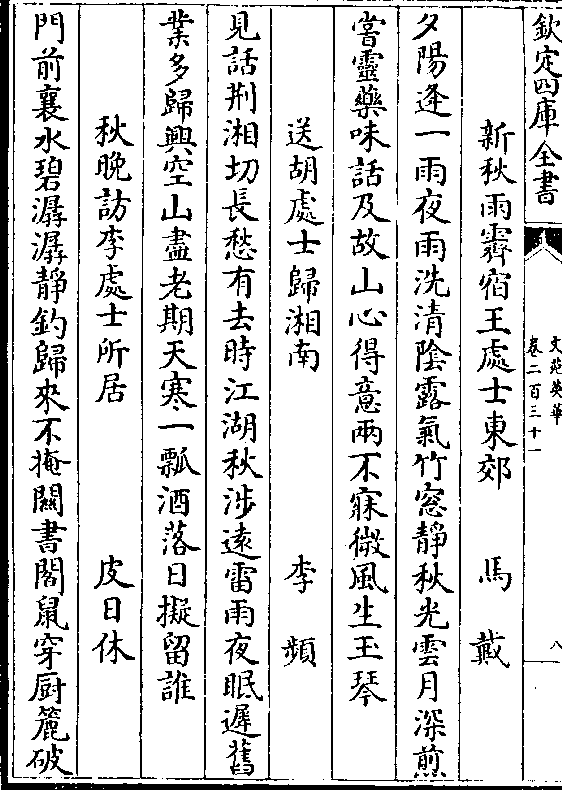 欽定四庫全書
文苑英華
卷二百三十一
八
新秋雨霽宿王處士東郊 馬戴
夕陽逢一雨夜雨洗清陰露氣竹窓靜秋光雲月深煎
嘗靈藥味話及故山心得意兩不寐微風生玉琴
送胡處士歸湘南 李頻
見話荆湘切長愁有去時江湖秋涉遠雷雨夜眠遲舊
業多歸興空山盡老期天寒一瓢酒落日擬留誰
秋晚訪李處士所居 皮日休
門前襄水碧潺潺靜釣歸來不掩關書閣鼠穿厨簏破